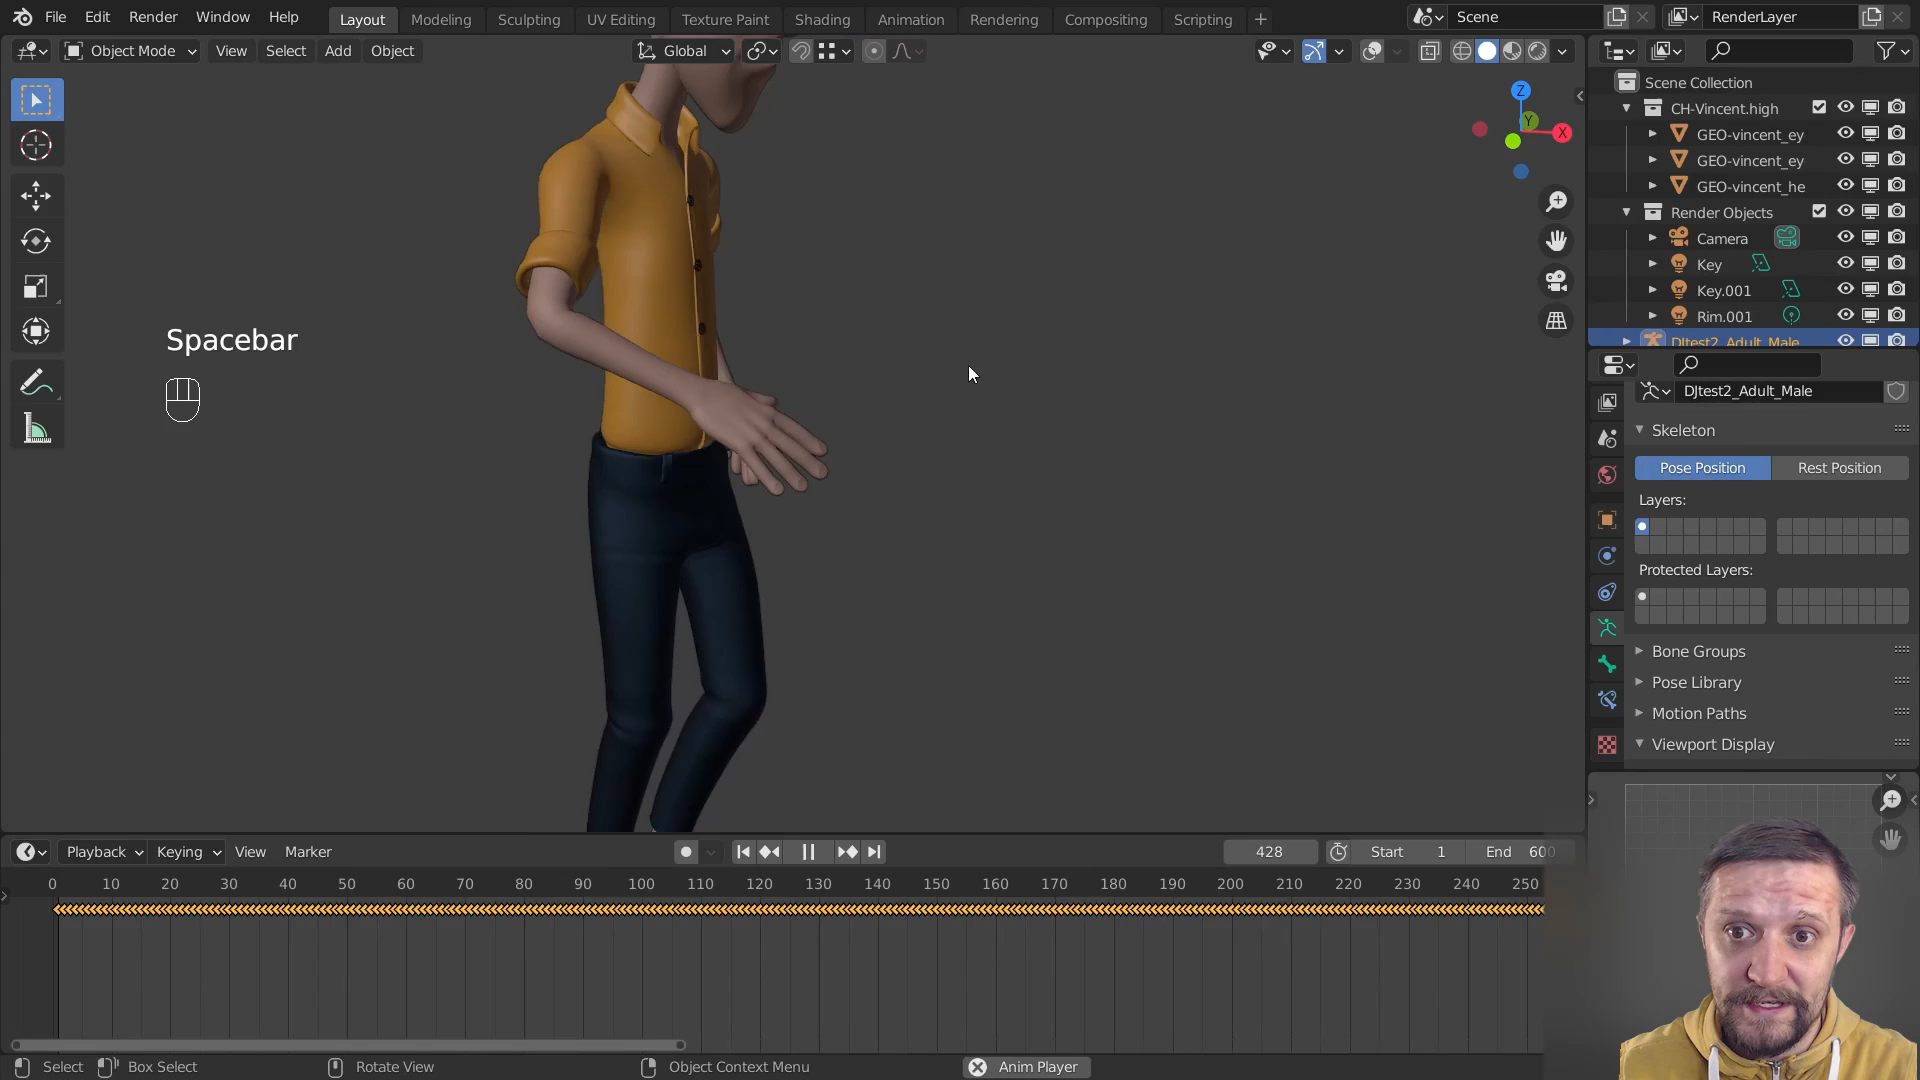 File Edit Render Window Help Layout Modeling Sculpting UV Editing Texture Paint Shading Animation Rendering Compositing Scripting Scene RenderLayer
Object Mode View Select Add Object Global
Scene Collection
CH-Vincent.high
GEO-vincent_ey
GEO-vincent_ey
GEO-vincent_he
Render Objects
Camera
Key
Key.001
Rim.001
DJtest2_Adult_Male
Z
Y
X
Spacebar
DJtest2_Adult_Male
Skeleton
Pose Position Rest Position
Layers:
Protected Layers:
Bone Groups
Pose Library
Motion Paths
Viewport Display
Playback Keying View Marker 428 Start 1 End 600
0 10 20 30 40 50 60 70 80 90 100 110 120 130 140 150 160 170 180 190 200 210 220 230 240 250
Select Box Select Rotate View Object Context Menu Anim Player